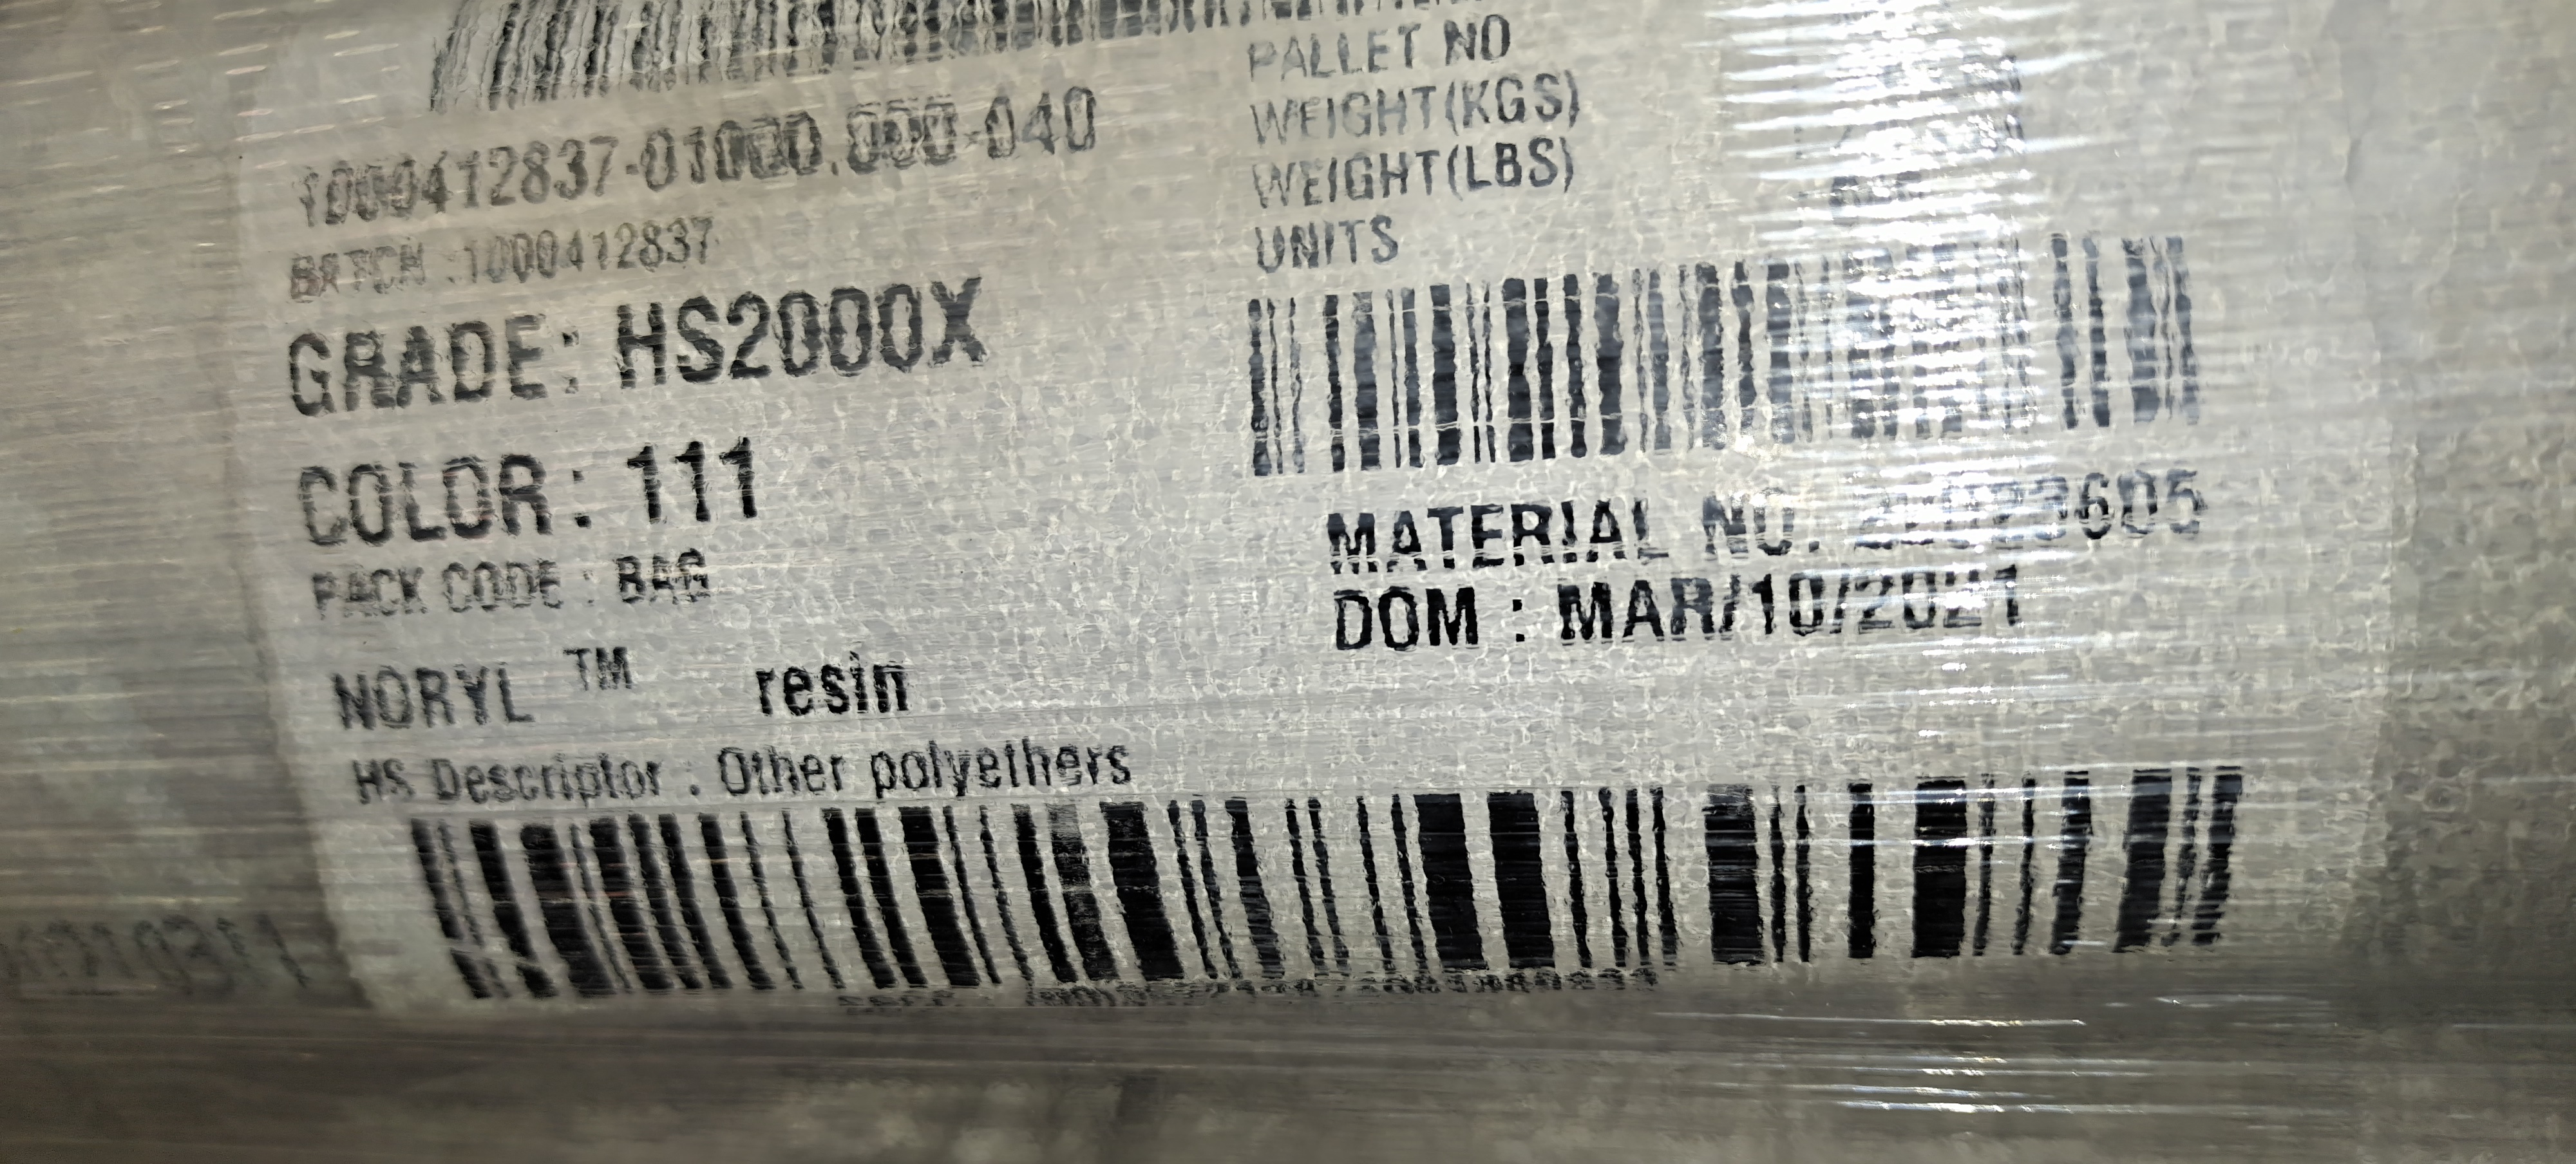 1000412837-01000.000-040
BATCH :1000412837
GRADE: HS2000X
COLOR: 111
PACK CODE : BAG
NORYL ™ resin
HS Descriptor : Other polyethers
PALLET NO
WEIGHT(KGS)
WEIGHT(LBS)
UNITS
MATERIAL NO.
DOM : MAR/10/2021